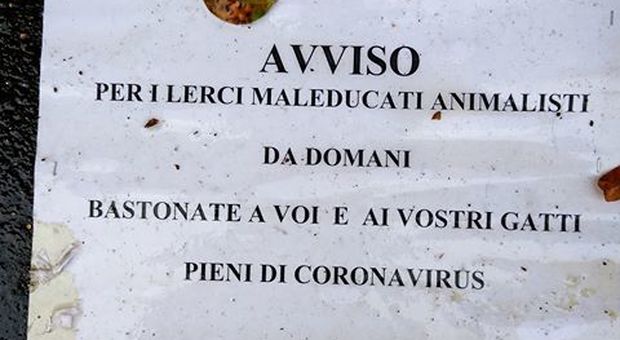 AVVISO
PER I LERCI MALEDUCATI ANIMALISTI
DA DOMANI
BASTONATE A VOI E AI VOSTRI GATTI
PIENI DI CORONAVIRUS